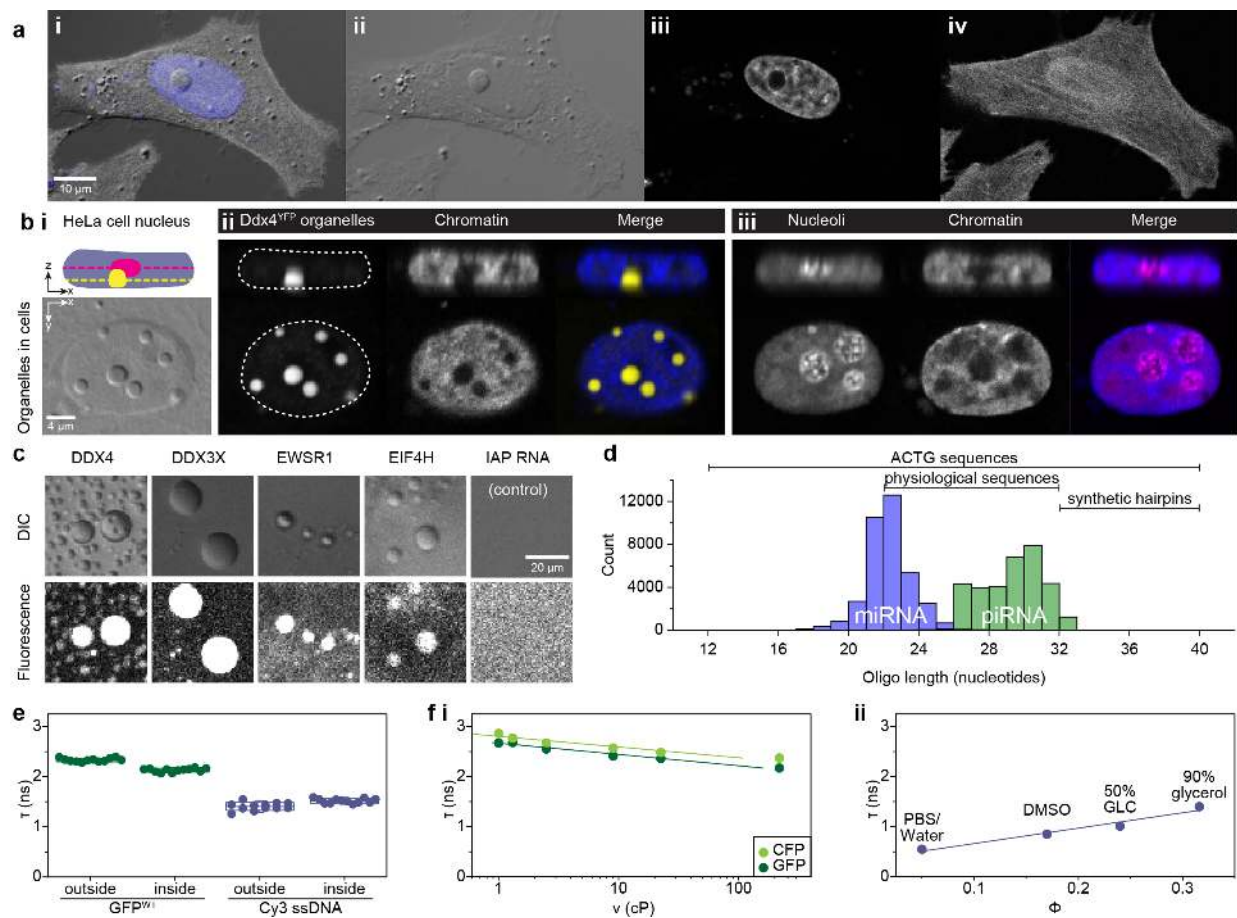 a
i
ii
iii
iv
10 µm
b i
HeLa cell nucleus
ii Ddx4YFP organelles
Chromatin
Merge
iii
Nucleoli
Chromatin
Merge
z
x
x
y
Organelles in cells
4 µm
c
DDX4
DDX3X
EWSR1
EIF4H
IAP RNA
DIC
(control)
20 µm
Fluorescence
d
ACTG sequences
physiological sequences
synthetic hairpins
12000
8000
4000
0
Count
miRNA
piRNA
12 16 20 24 28 32 36 40
Oligo length (nucleotides)
e
3
2
1
0
τ (ns)
outside
inside
outside
inside
GFPWT
Cy3 ssDNA
f i
3
2
1
0
τ (ns)
CFP
GFP
1 10 100
v (cP)
ii
3
2
1
0
τ (ns)
PBS/
Water
DMSO
50%
GLC
90%
glycerol
0.1 0.2 0.3
Φ